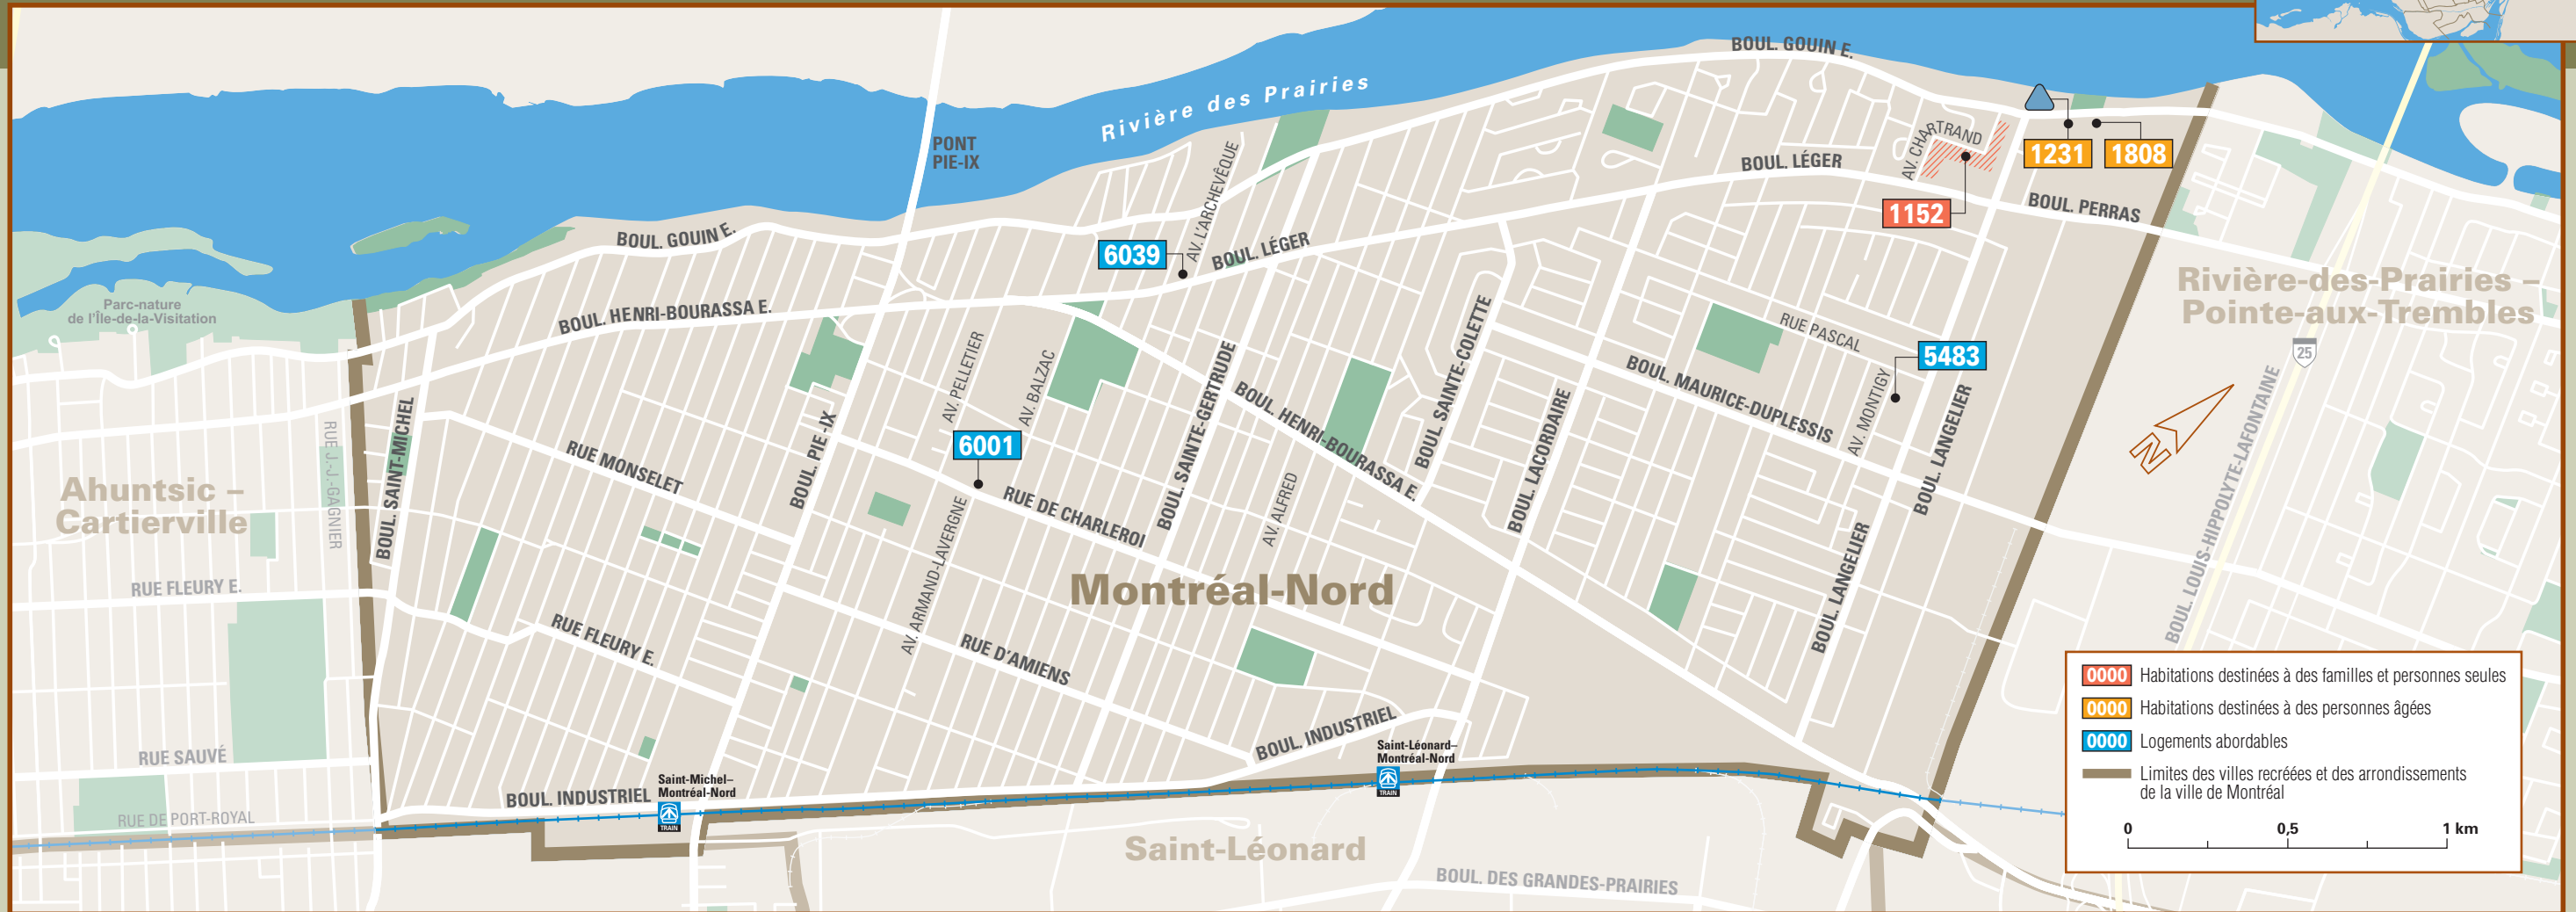 BOUL. GOUIN E.
Rivière des Prairies
PONT
PIE-IX
AV. CHARTRAND
1231
1808
BOUL. LÉGER
AV. L'ARCHEVÊQUE
1152
BOUL. PERRAS
BOUL. GOUIN E.
6039
BOUL. LÉGER
Parc-nature
de l'Île-de-la-Visitation
BOUL. HENRI-BOURASSA E.
Rivière-des-Prairies –
Pointe-aux-Trembles
25
RUE PASCAL
5483
AV. PELLETIER
AV. BALZAC
BOUL. SAINTE-GERTRUDE
BOUL. HENRI-BOURASSA E.
BOUL. SAINTE-COLETTE
BOUL. LACORDAIRE
BOUL. MAURICE-DUPLESSIS
AV. MONTIGY
BOUL. LANGELIER
N
BOUL. LOUIS-HIPPOLYTE-LAFONTAINE
RUE J.-J.-GAGNIER
BOUL. SAINT-MICHEL
RUE MONSELET
BOUL. PIE-IX
6001
RUE DE CHARLEROI
AV. ALFRED
Ahuntsic –
Cartierville
AV. ARMAND-LAVERGNE
Montréal-Nord
BOUL. LANGELIER
RUE FLEURY E.
RUE FLEURY E.
RUE D'AMIENS
RUE SAUVÉ
BOUL. INDUSTRIEL
Saint-Léonard–
Montréal-Nord
TRAIN
Saint-Michel–
Montréal-Nord
TRAIN
BOUL. INDUSTRIEL
RUE DE PORT-ROYAL
Saint-Léonard
BOUL. DES GRANDES-PRAIRIES
0000 Habitations destinées à des familles et personnes seules
0000 Habitations destinées à des personnes âgées
0000 Logements abordables
Limites des villes recréées et des arrondissements
de la ville de Montréal
0 0,5 1 km